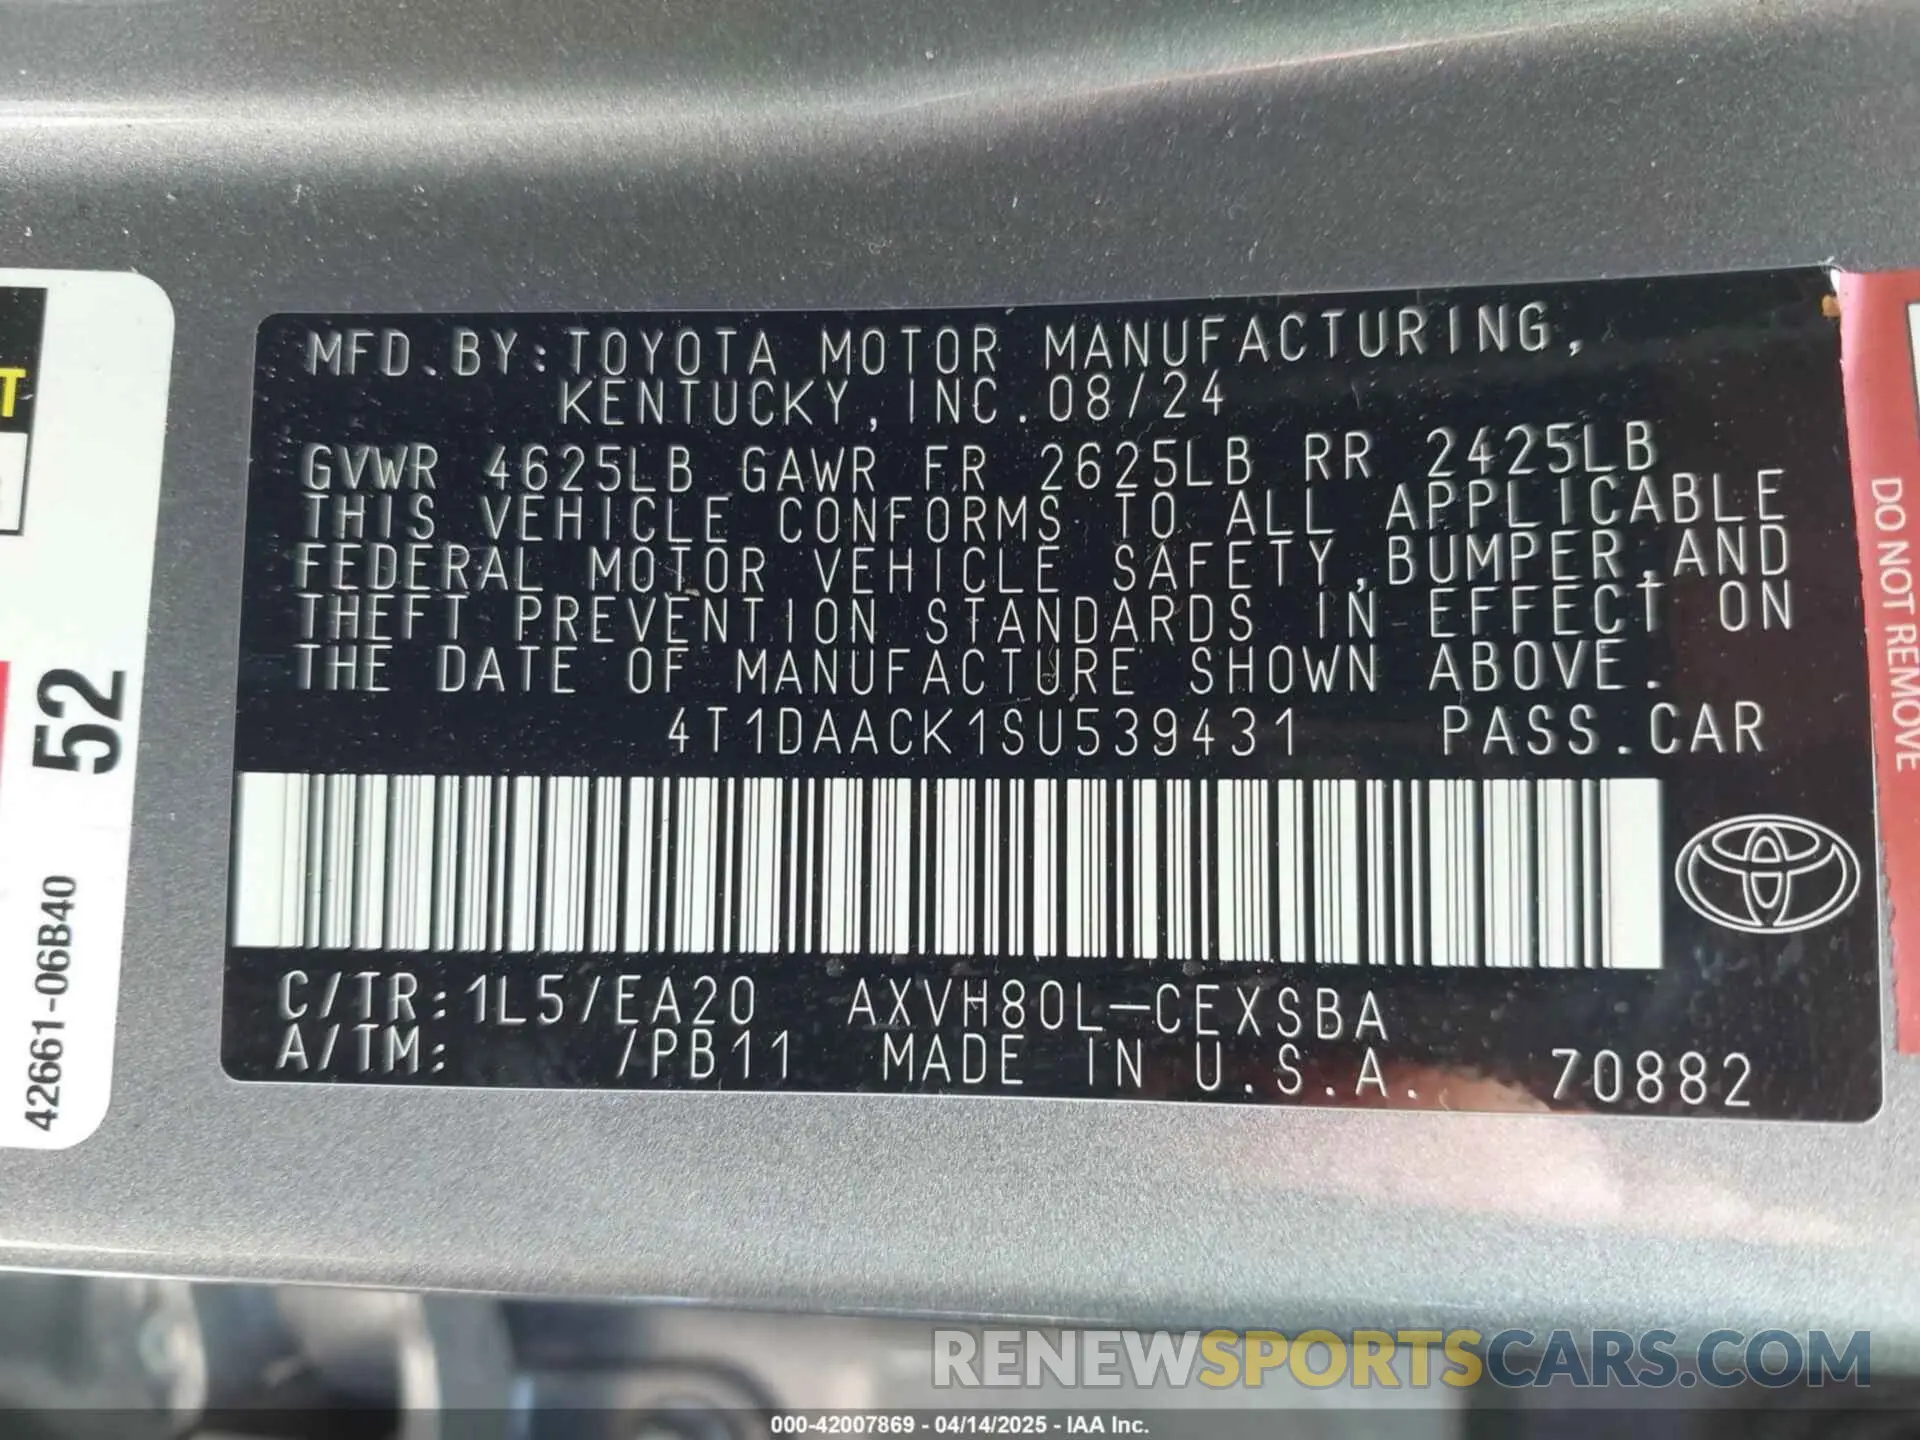 MFD.BY:TOYOTA MOTOR MANUFACTURING,
KENTUCKY,INC.08/24
GVWR 4625LB GAWR FR 2625LB RR 2425LB
THIS VEHICLE CONFORMS TO ALL APPLICABLE
FEDERAL MOTOR VEHICLE SAFETY,BUMPER,AND
THEFT PREVENTION STANDARDS IN EFFECT ON
THE DATE OF MANUFACTURE SHOWN ABOVE.
4T1DAACK1SU539431 PASS.CAR
C/TR:1L5/EA20 AXVH80L-CEXSBA
A/TM: /PB11 MADE IN U.S.A. 70882
52
42661-06B40
DO NOT REMOVE
RENEWSPORTSCARS.COM
000-42007869 - 04/14/2025 - IAA Inc.